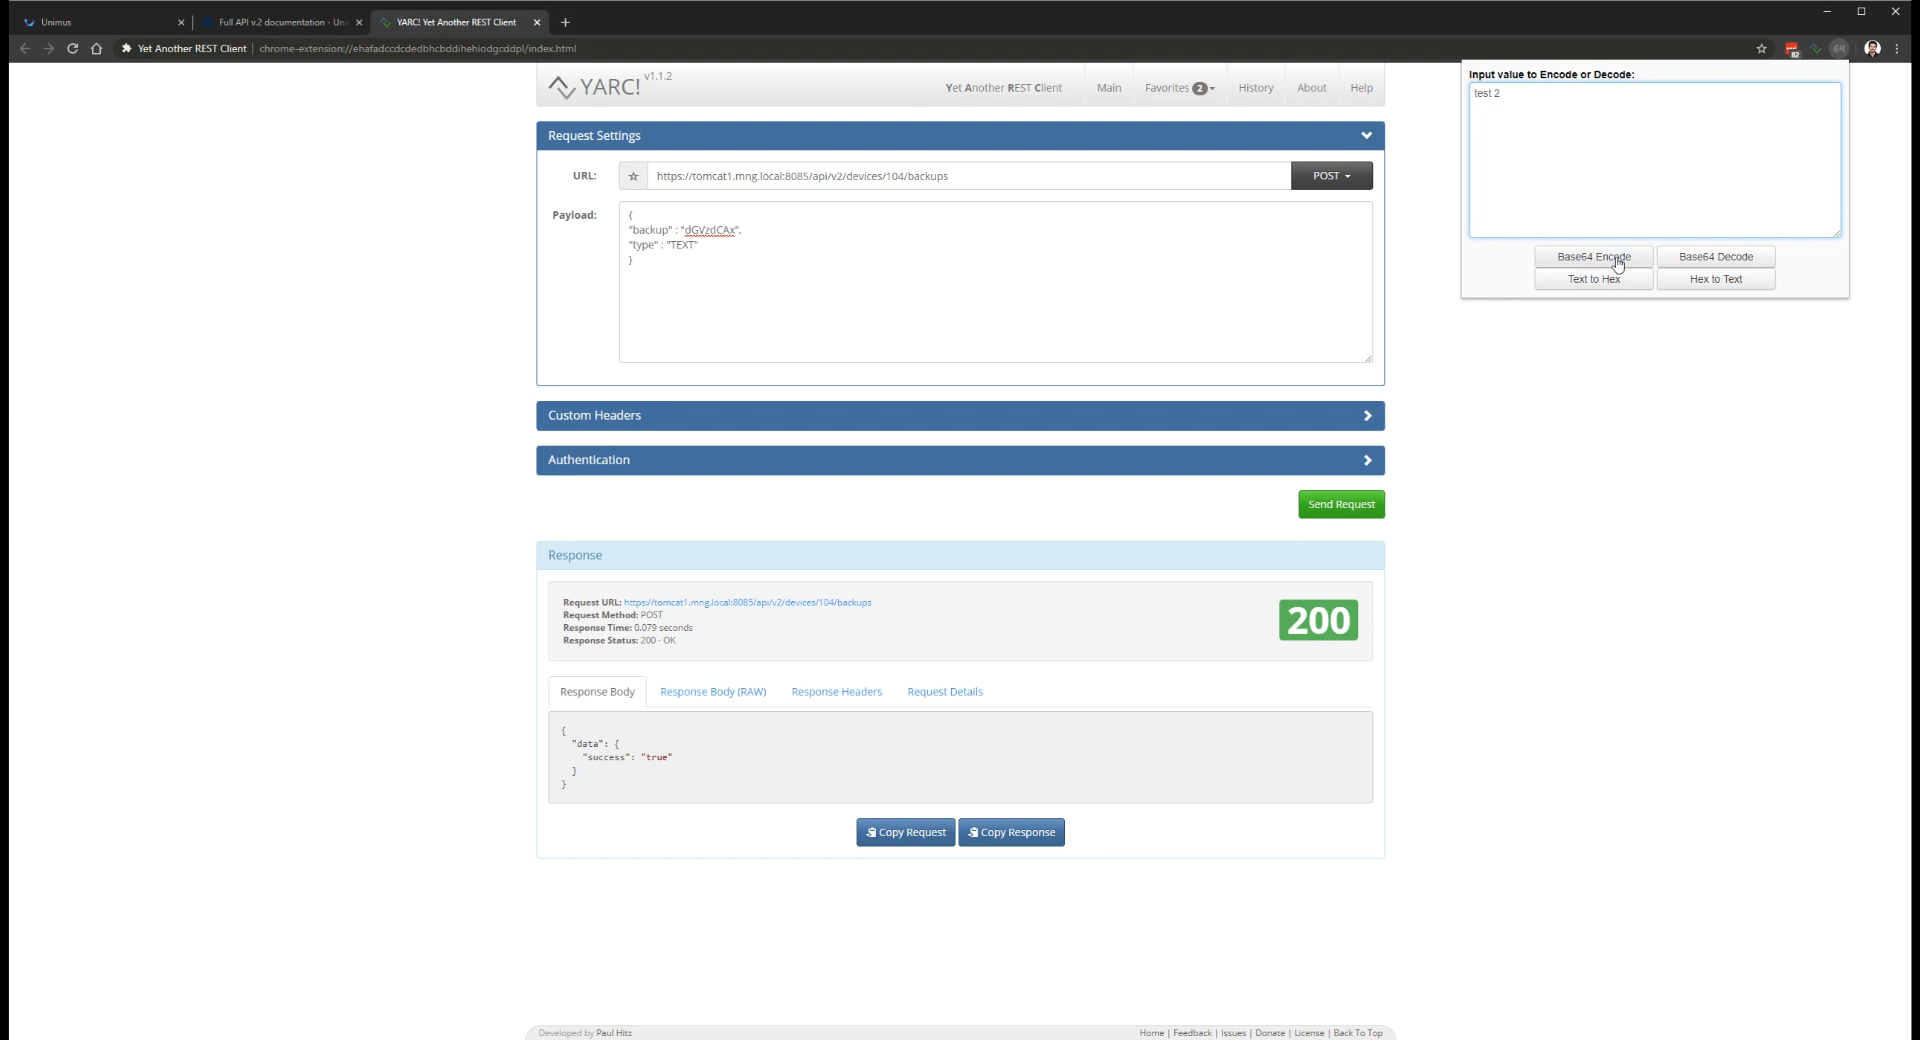 Unimus
Full API v.2 documentation - Uni
YARC! Yet Another REST Client
Yet Another REST Client
chrome-extension://ehafadccdcdedbhcbddihehiodgcddpl/index.html
82
64
YARC!
v1.1.2
Yet Another REST Client
Main
Favorites 2
History
About
Help
Input value to Encode or Decode:
test 2
Base64 Encode
Base64 Decode
Text to Hex
Hex to Text
Request Settings
URL:
https://tomcat1.mng.local:8085/api/v2/devices/104/backups
POST
Payload:
{
"backup" : "dGVzdCAx",
"type" : "TEXT"
}
Custom Headers
Authentication
Send Request
Response
Request URL: https://tomcat1.mng.local:8085/api/v2/devices/104/backups
Request Method: POST
Response Time: 0.079 seconds
Response Status: 200 - OK
200
Response Body
Response Body (RAW)
Response Headers
Request Details
{
"data": {
"success": "true"
}
}
Copy Request
Copy Response
Developed by Paul Hitz
Home | Feedback | Issues | Donate | License | Back To Top